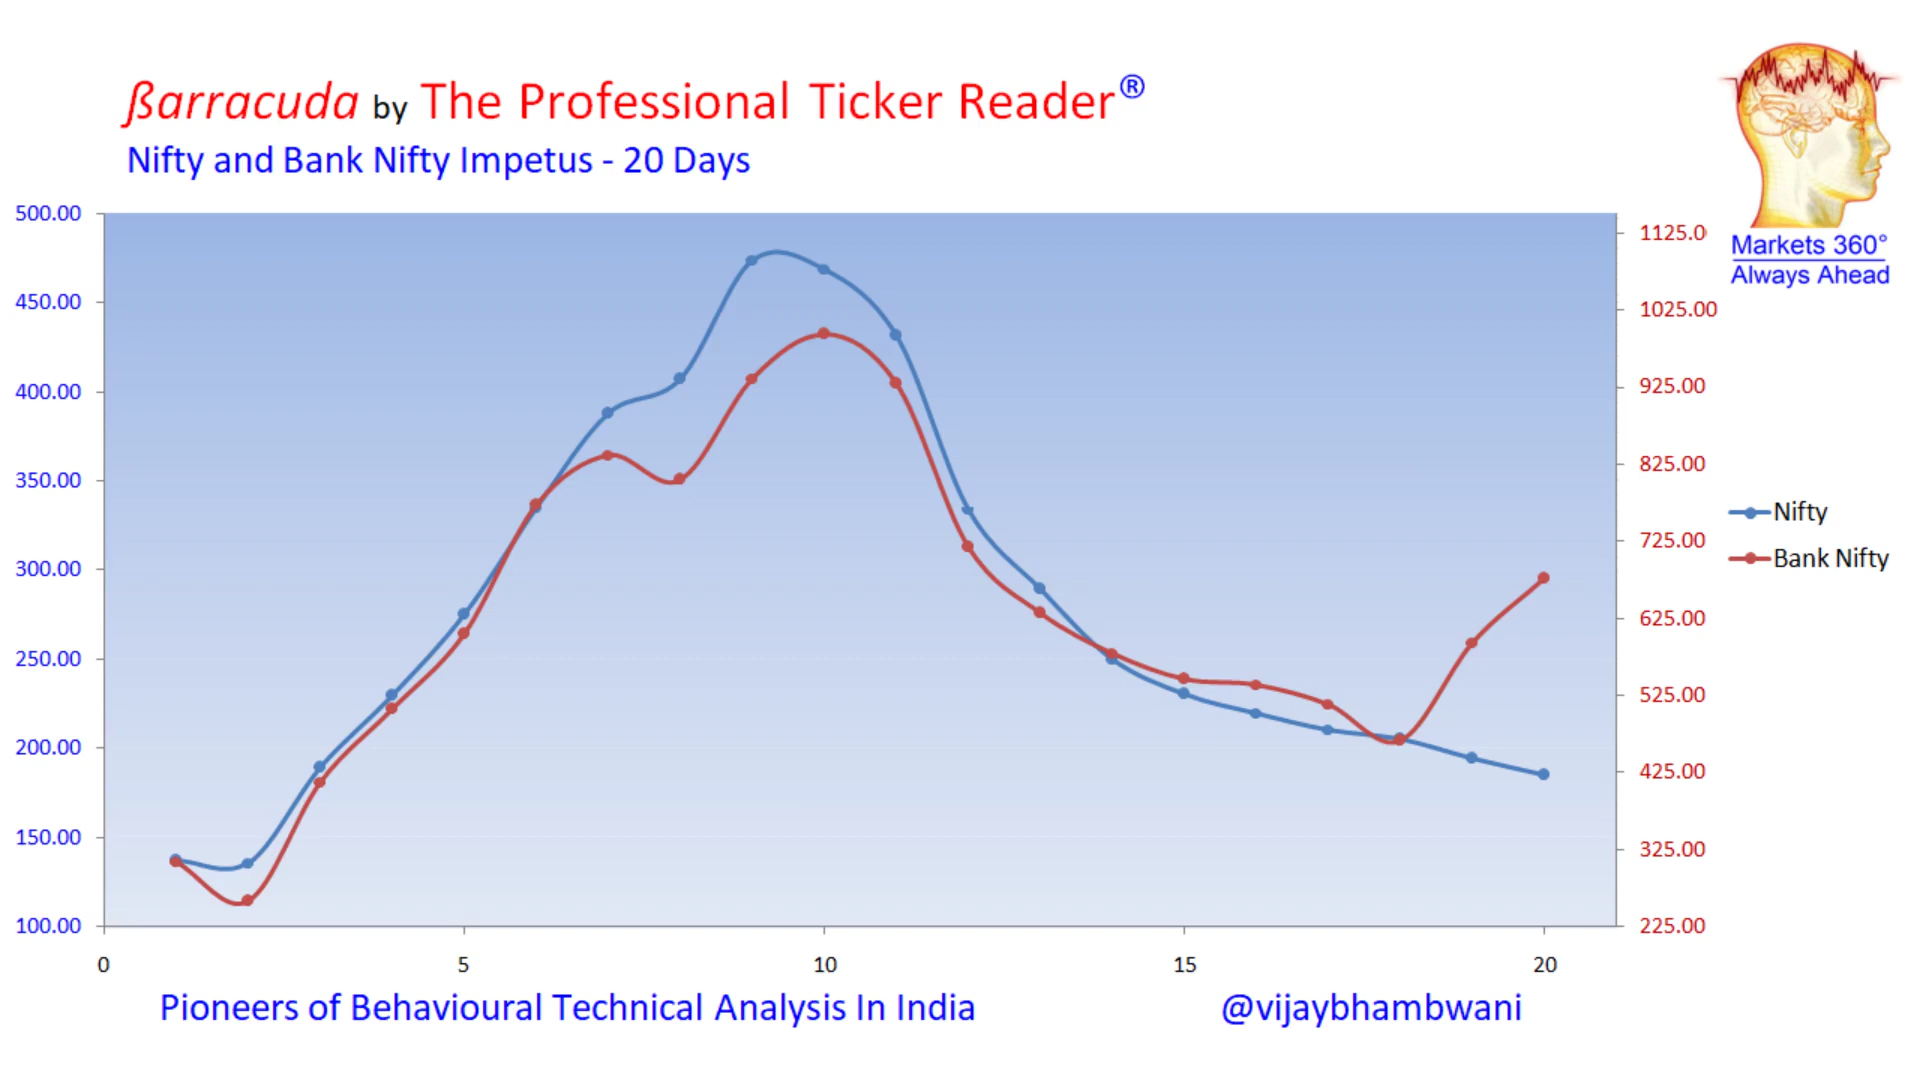 ßarracuda by The Professional Ticker Reader®
Nifty and Bank Nifty Impetus - 20 Days
Markets 360°
Always Ahead
500.00
450.00
400.00
350.00
300.00
250.00
200.00
150.00
100.00
1125.0
1025.00
925.00
825.00
725.00
625.00
525.00
425.00
325.00
225.00
Nifty
Bank Nifty
0 5 10 15 20
Pioneers of Behavioural Technical Analysis In India @vijaybhambwani